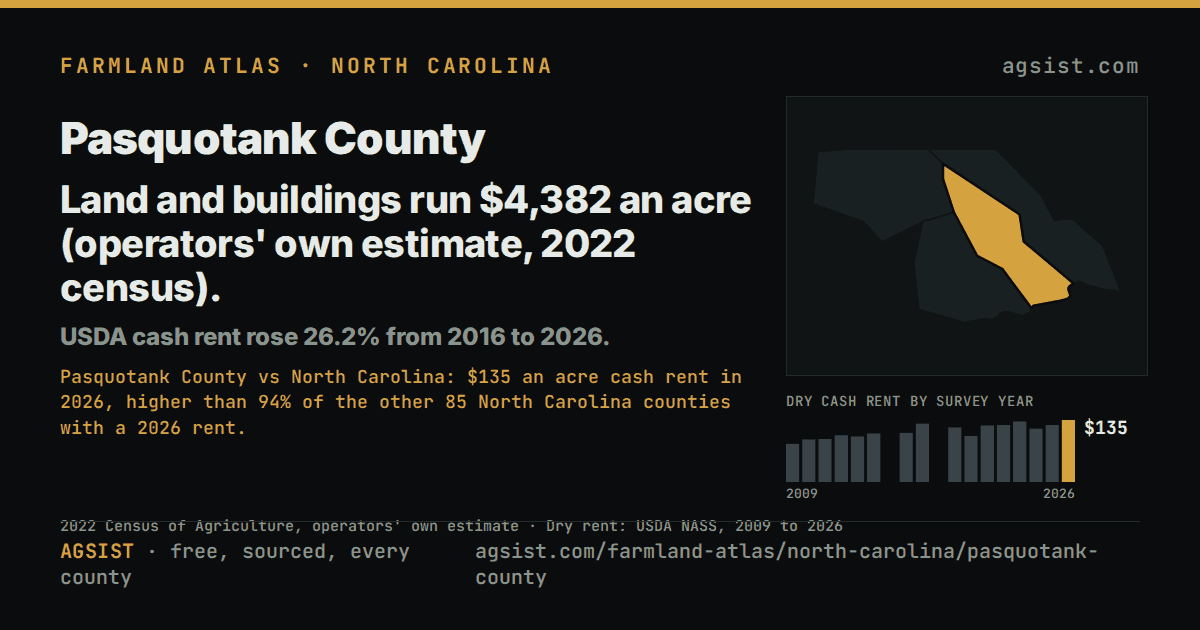 FARMLAND ATLAS · NORTH CAROLINA
agsist.com
Pasquotank County
Land and buildings run $4,382 an acre
(operators' own estimate, 2022
census).
USDA cash rent rose 26.2% from 2016 to 2026.
Pasquotank County vs North Carolina: $135 an acre cash rent in
2026, higher than 94% of the other 85 North Carolina counties
with a 2026 rent.
DRY CASH RENT BY SURVEY YEAR
$135
2009
2026
2022 Census of Agriculture, operators' own estimate · Dry rent: USDA NASS, 2009 to 2026
AGSIST · free, sourced, every
county
agsist.com/farmland-atlas/north-carolina/pasquotank-
county